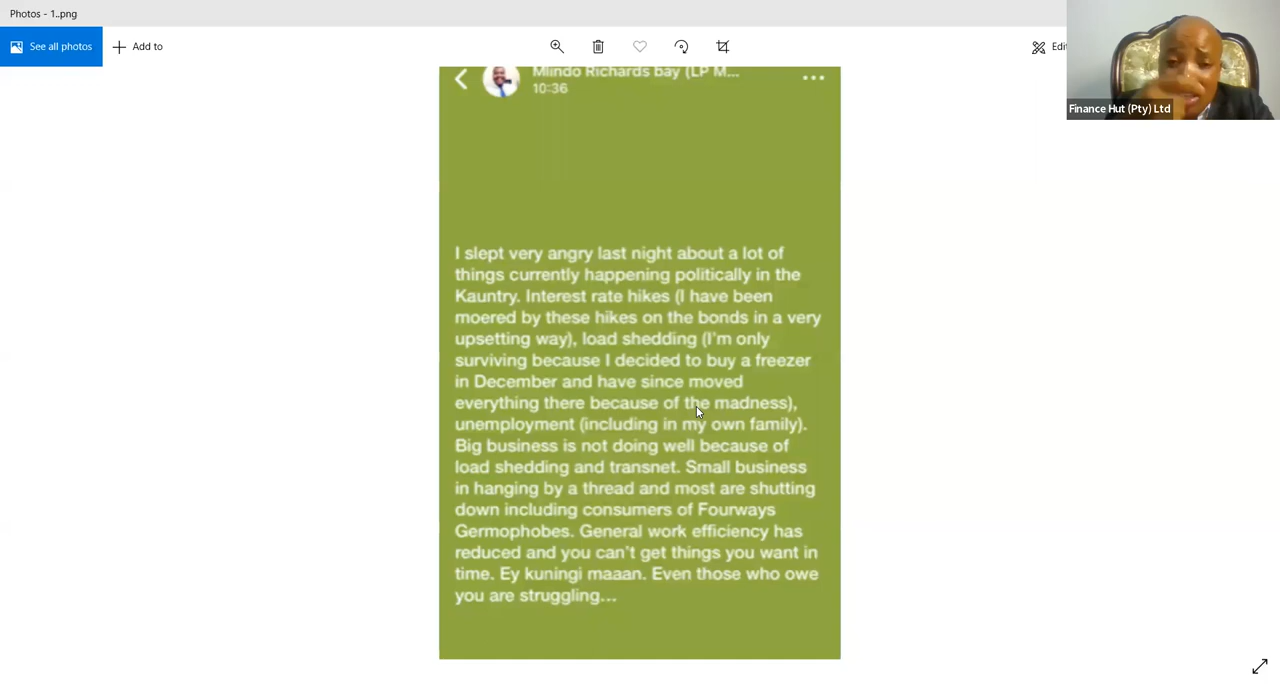 Photos - 1..png
See all photos
Add to
Edit
Finance Hut (Pty) Ltd
Mlindo Richards bay (LP M...
10:36
I slept very angry last night about a lot of
things currently happening politically in the
Kauntry. Interest rate hikes (I have been
moered by these hikes on the bonds in a very
upsetting way), load shedding (I'm only
surviving because I decided to buy a freezer
in December and have since moved
everything there because of the madness),
unemployment (including in my own family).
Big business is not doing well because of
load shedding and transnet. Small business
in hanging by a thread and most are shutting
down including consumers of Fourways
Germophobes. General work efficiency has
reduced and you can't get things you want in
time. Ey kuningi maaan. Even those who owe
you are struggling...